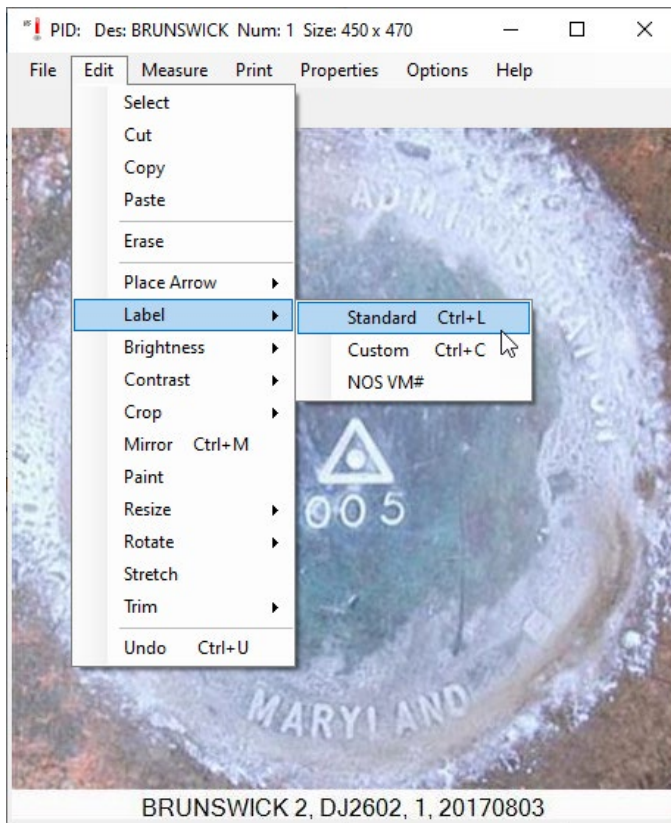 PID: Des: BRUNSWICK Num: 1 Size: 450 x 470
File Edit Measure Print Properties Options Help
Select
Cut
Copy
Paste
Erase
Place Arrow
Label
Standard Ctrl+L
Brightness
Custom Ctrl+C
Contrast
NOS VM#
Crop
Mirror Ctrl+M
Paint
Resize
Rotate
Stretch
Trim
Undo Ctrl+U
ADMINISTRATION
005
MARYLAND
BRUNSWICK 2, DJ2602, 1, 20170803